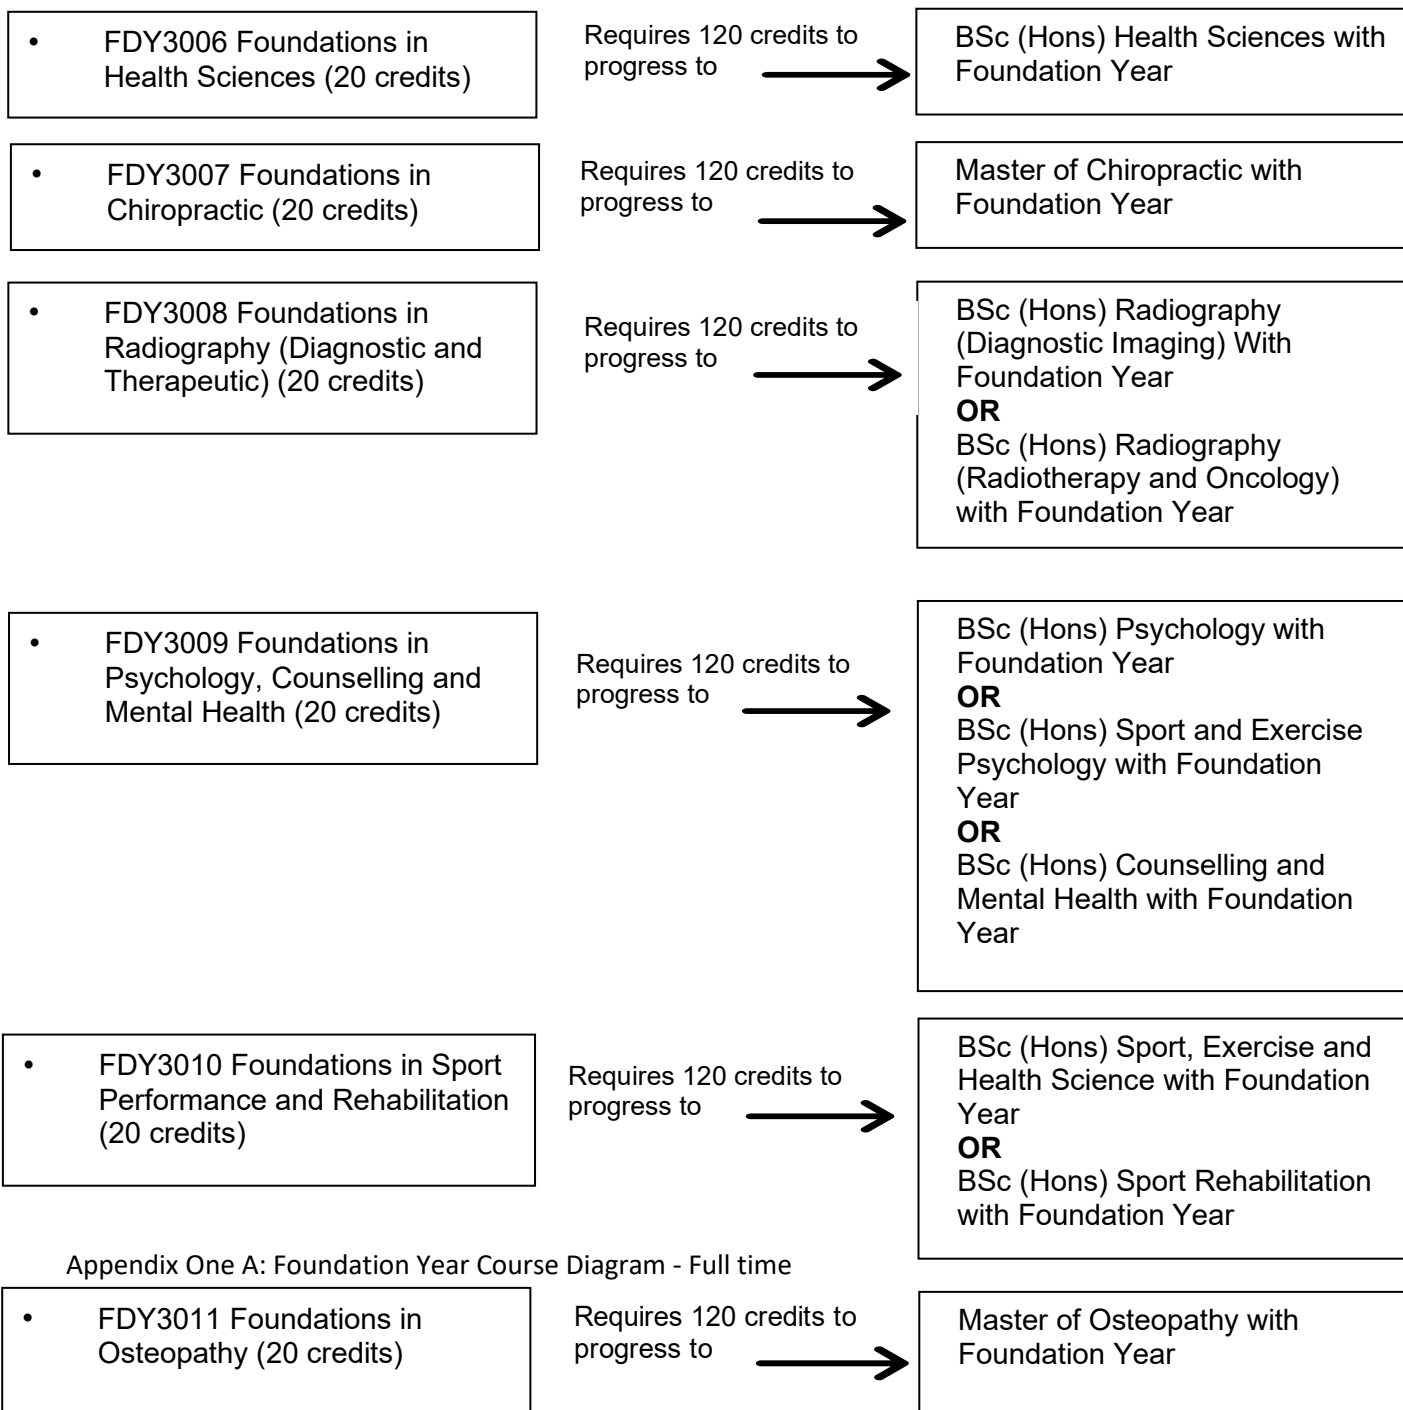 • FDY3006 Foundations in
Health Sciences (20 credits)
Requires 120 credits to
progress to
BSc (Hons) Health Sciences with
Foundation Year
• FDY3007 Foundations in
Chiropractic (20 credits)
Requires 120 credits to
progress to
Master of Chiropractic with
Foundation Year
• FDY3008 Foundations in
Radiography (Diagnostic and
Therapeutic) (20 credits)
Requires 120 credits to
progress to
BSc (Hons) Radiography
(Diagnostic Imaging) With
Foundation Year
OR
BSc (Hons) Radiography
(Radiotherapy and Oncology)
with Foundation Year
• FDY3009 Foundations in
Psychology, Counselling and
Mental Health (20 credits)
Requires 120 credits to
progress to
BSc (Hons) Psychology with
Foundation Year
OR
BSc (Hons) Sport and Exercise
Psychology with Foundation
Year
OR
BSc (Hons) Counselling and
Mental Health with Foundation
Year
• FDY3010 Foundations in Sport
Performance and Rehabilitation
(20 credits)
Requires 120 credits to
progress to
BSc (Hons) Sport, Exercise and
Health Science with Foundation
Year
OR
BSc (Hons) Sport Rehabilitation
with Foundation Year
Appendix One A: Foundation Year Course Diagram - Full time
• FDY3011 Foundations in
Osteopathy (20 credits)
Requires 120 credits to
progress to
Master of Osteopathy with
Foundation Year